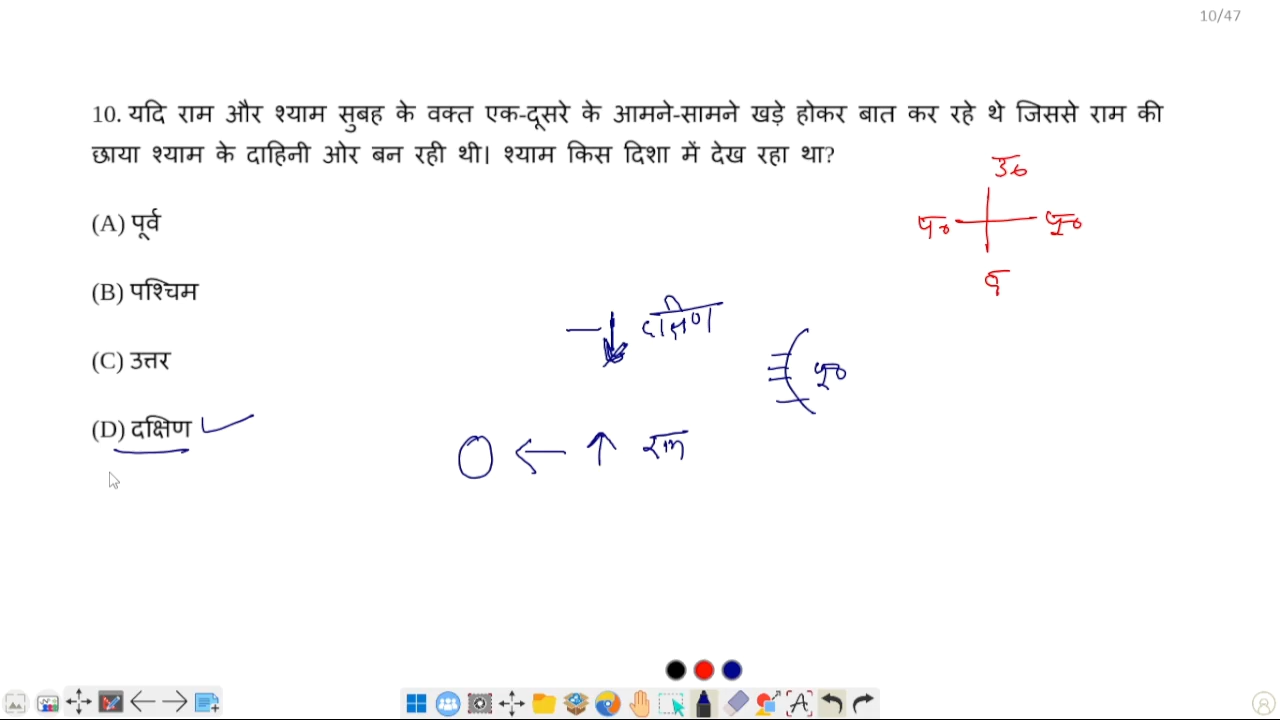 10/47
10. यदि राम और श्याम सुबह के वक्त एक-दूसरे के आमने-सामने खड़े होकर बात कर रहे थे जिससे राम की
छाया श्याम के दाहिनी ओर बन रही थी। श्याम किस दिशा में देख रहा था?
उ०
प० पू०
द
(A) पूर्व
(B) पश्चिम
दक्षिण
(C) उत्तर
पू०
(D) दक्षिण
राम